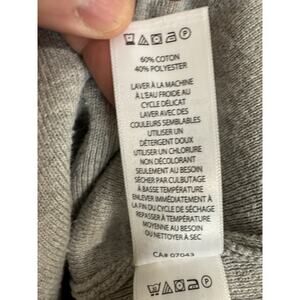 60% COTTON
40% POLYESTER
LAVER À LA MACHINE
À L'EAU FROIDE AU
CYCLE DÉLICAT
LAVER AVEC DES
COULEURS SEMBLABLES
UTILISER UN
DÉTERGENT DOUX
UTILISER UN CHLORURE
NON DÉCOLORANT
SEULEMENT AU BESOIN
SÉCHER PAR CULBUTAGE
À BASSE TEMPÉRATURE
ENLEVER IMMÉDIATEMENT À
LA FIN DU CYCLE DE SÉCHAGE
REPASSER À TEMPÉRATURE
MOYENNE AU BESOIN
OU NETTOYER À SEC
CA# 07043